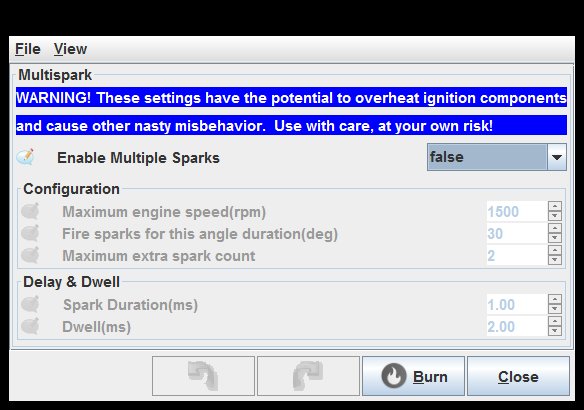 File View
Multispark
WARNING! These settings have the potential to overheat ignition components
and cause other nasty misbehavior. Use with care, at your own risk!
Enable Multiple Sparks false
Configuration
Maximum engine speed(rpm) 1500
Fire sparks for this angle duration(deg) 30
Maximum extra spark count 2
Delay & Dwell
Spark Duration(ms) 1.00
Dwell(ms) 2.00
Burn Close